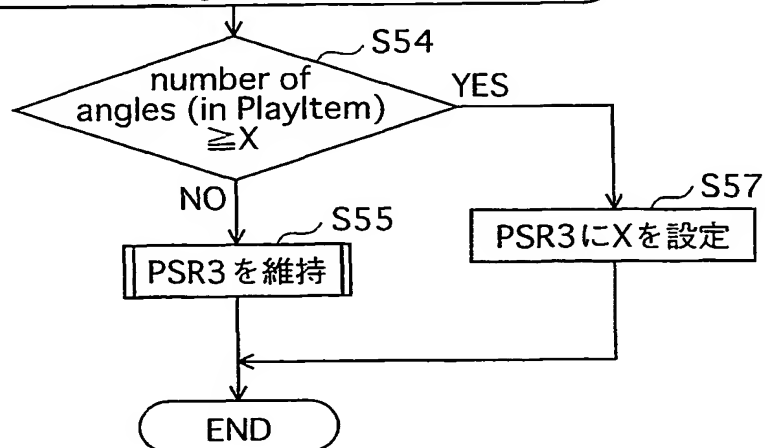 S54
number of
angles (in PlayItem)
≧X
YES
NO
S55
S57
PSR3を維持
PSR3にXを設定
END